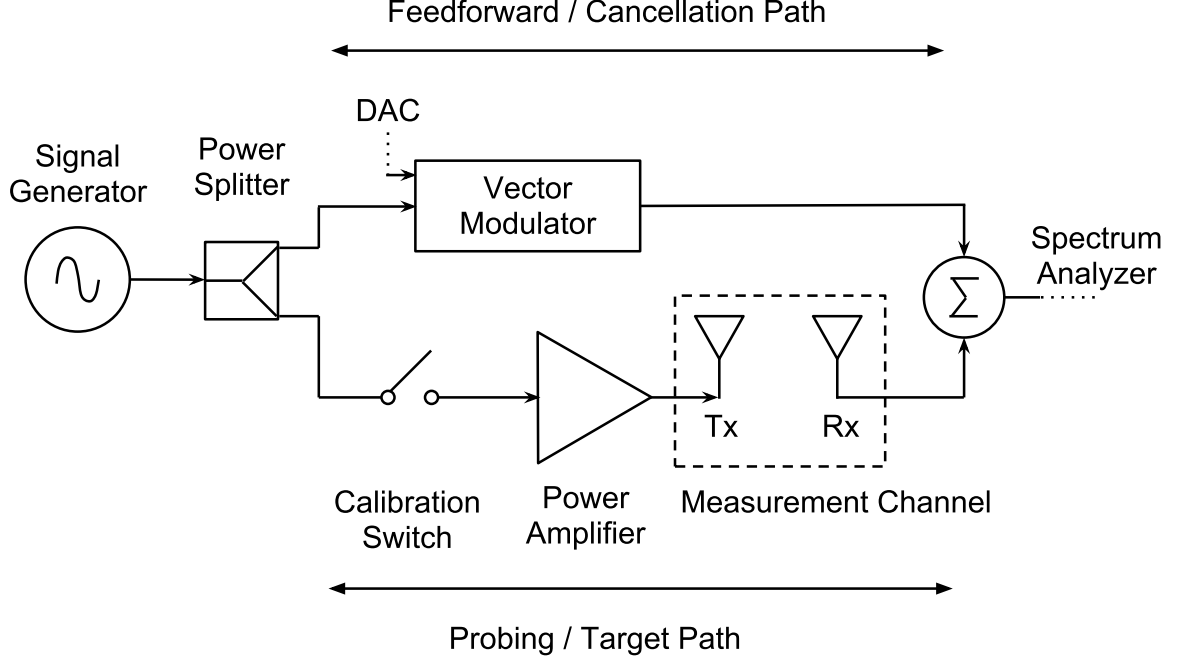 Feedforward / Cancellation Path
DAC
Signal
Generator
Power
Splitter
Vector
Modulator
Spectrum
Analyzer
Σ
Tx
Rx
Calibration
Switch
Power
Amplifier
Measurement Channel
Probing / Target Path